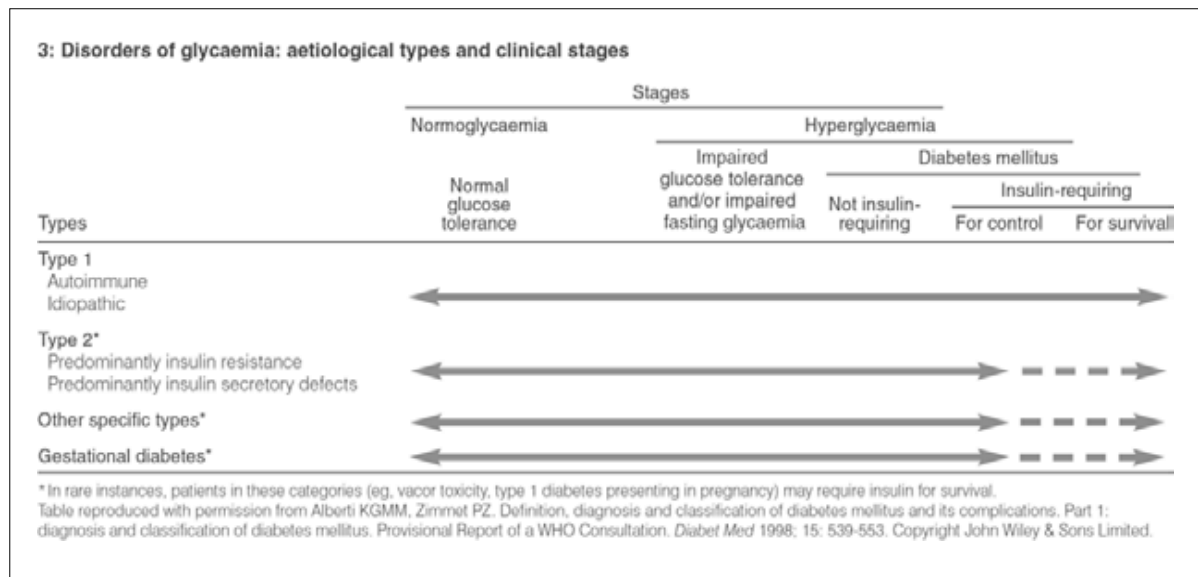 3: Disorders of glycaemia: aetiological types and clinical stages
Stages
Normoglycaemia Hyperglycaemia
Impaired glucose tolerance and/or impaired fasting glycaemia
Diabetes mellitus
Normal glucose tolerance
Not insulin-requiring
Insulin-requiring
Types
For control For survivall
Type 1
Autoimmune
Idiopathic
Type 2*
Predominantly insulin resistance
Predominantly insulin secretory defects
Other specific types*
Gestational diabetes*
*In rare instances, patients in these categories (eg, vacor toxicity, type 1 diabetes presenting in pregnancy) may require insulin for survival.
Table reproduced with permission from Alberti KGMM, Zimmet PZ. Definition, diagnosis and classification of diabetes mellitus and its complications. Part 1:
diagnosis and classification of diabetes mellitus. Provisional Report of a WHO Consultation. Diabet Med 1998; 15: 539-553. Copyright John Wiley & Sons Limited.